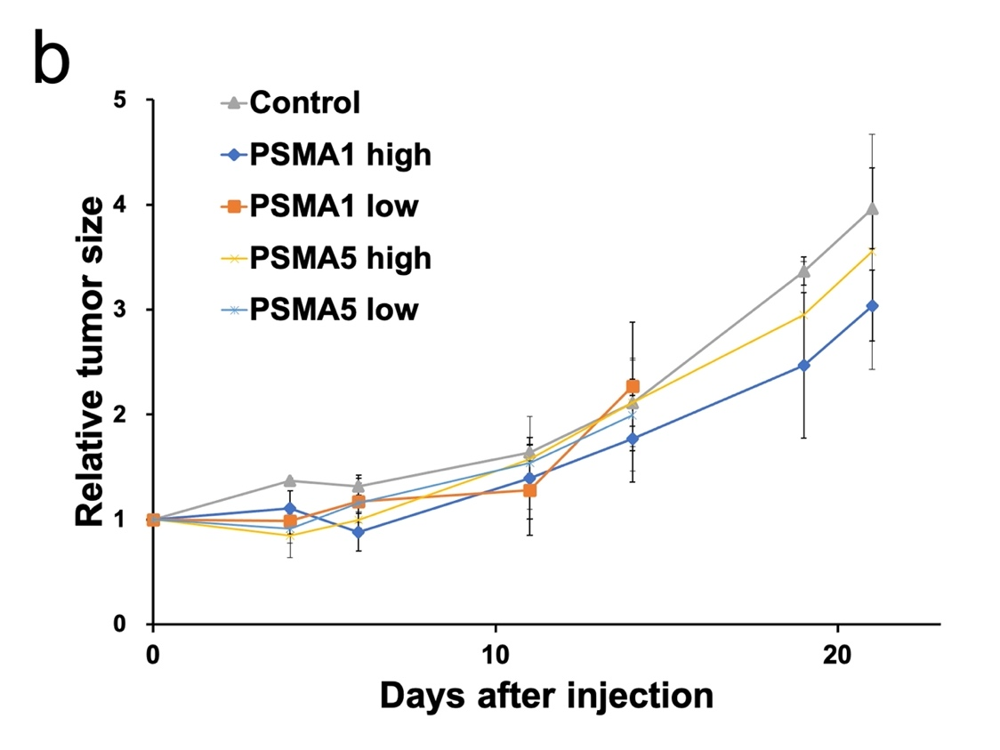 b
5
4
3
2
1
0
Relative tumor size
Control
PSMA1 high
PSMA1 low
PSMA5 high
PSMA5 low
0 10 20
Days after injection